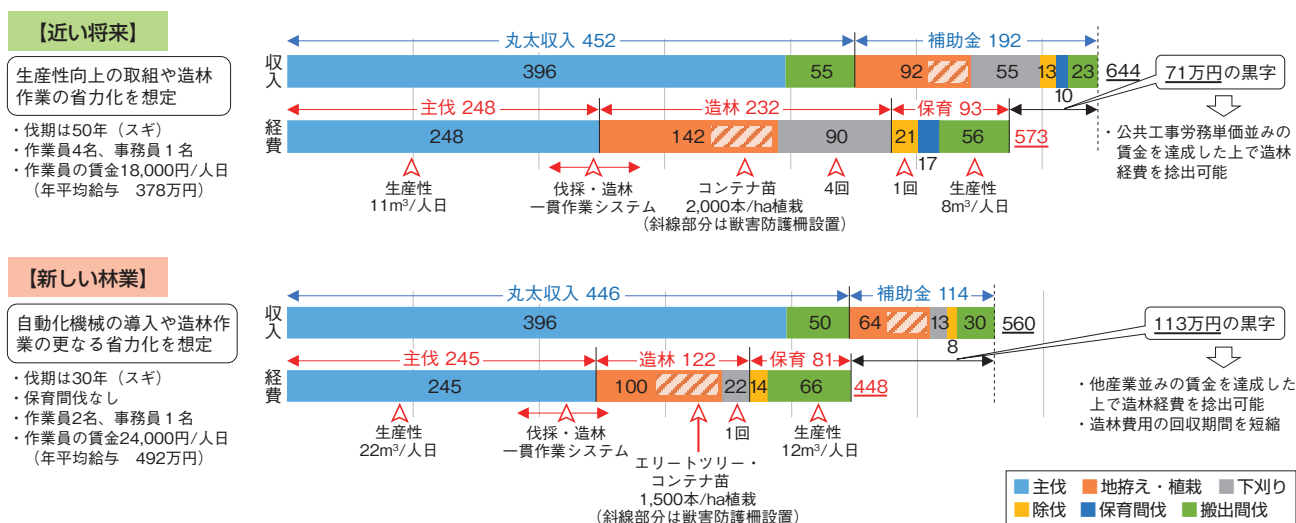 【近い将来】
生産性向上の取組や造林
作業の省力化を想定
・伐期は50年（スギ）
・作業員4名、事務員1名
・作業員の賃金18,000円/人日
（年平均給与　378万円）
丸太収入 452
補助金 192
収入
396
55
92
55
13
10
23
644
主伐 248
造林 232
保育 93
経費
248
142
90
21
17
56
573
生産性
11m³/人日
伐採・造林
一貫作業システム
コンテナ苗
2,000本/ha植栽
（斜線部分は獣害防護柵設置）
4回
1回
生産性
8m³/人日
71万円の黒字
・公共工事労務単価並みの
賃金を達成した上で造林
経費を捻出可能
【新しい林業】
自動化機械の導入や造林作
業の更なる省力化を想定
・伐期は30年（スギ）
・保育間伐なし
・作業員2名、事務員1名
・作業員の賃金24,000円/人日
（年平均給与　492万円）
丸太収入 446
補助金 114
収入
396
50
64
13
8
30
560
主伐 245
造林 122
保育 81
経費
245
100
22
14
66
448
生産性
22m³/人日
伐採・造林
一貫作業システム
エリートツリー・
コンテナ苗
1,500本/ha植栽
（斜線部分は獣害防護柵設置）
1回
生産性
12m³/人日
113万円の黒字
・他産業並みの賃金を達成した
上で造林経費を捻出可能
・造林費用の回収期間を短縮
主伐 地拵え・植栽 下刈り
除伐 保育間伐 搬出間伐